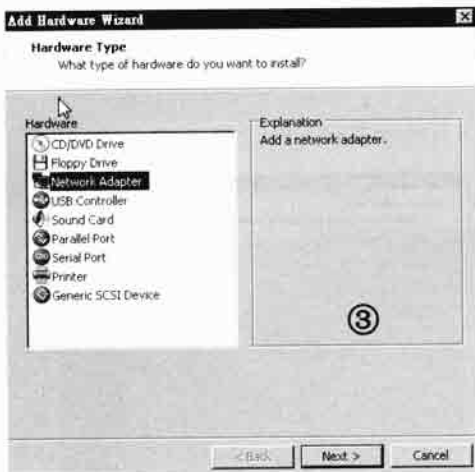 Add Hardware Wizard
Hardware Type
What type of hardware do you want to install?
Hardware
CD/DVD Drive
Floppy Drive
Network Adapter
USB Controller
Sound Card
Parallel Port
Serial Port
Printer
Generic SCSI Device
Explanation
Add a network adapter.
③
< Back
Next >
Cancel